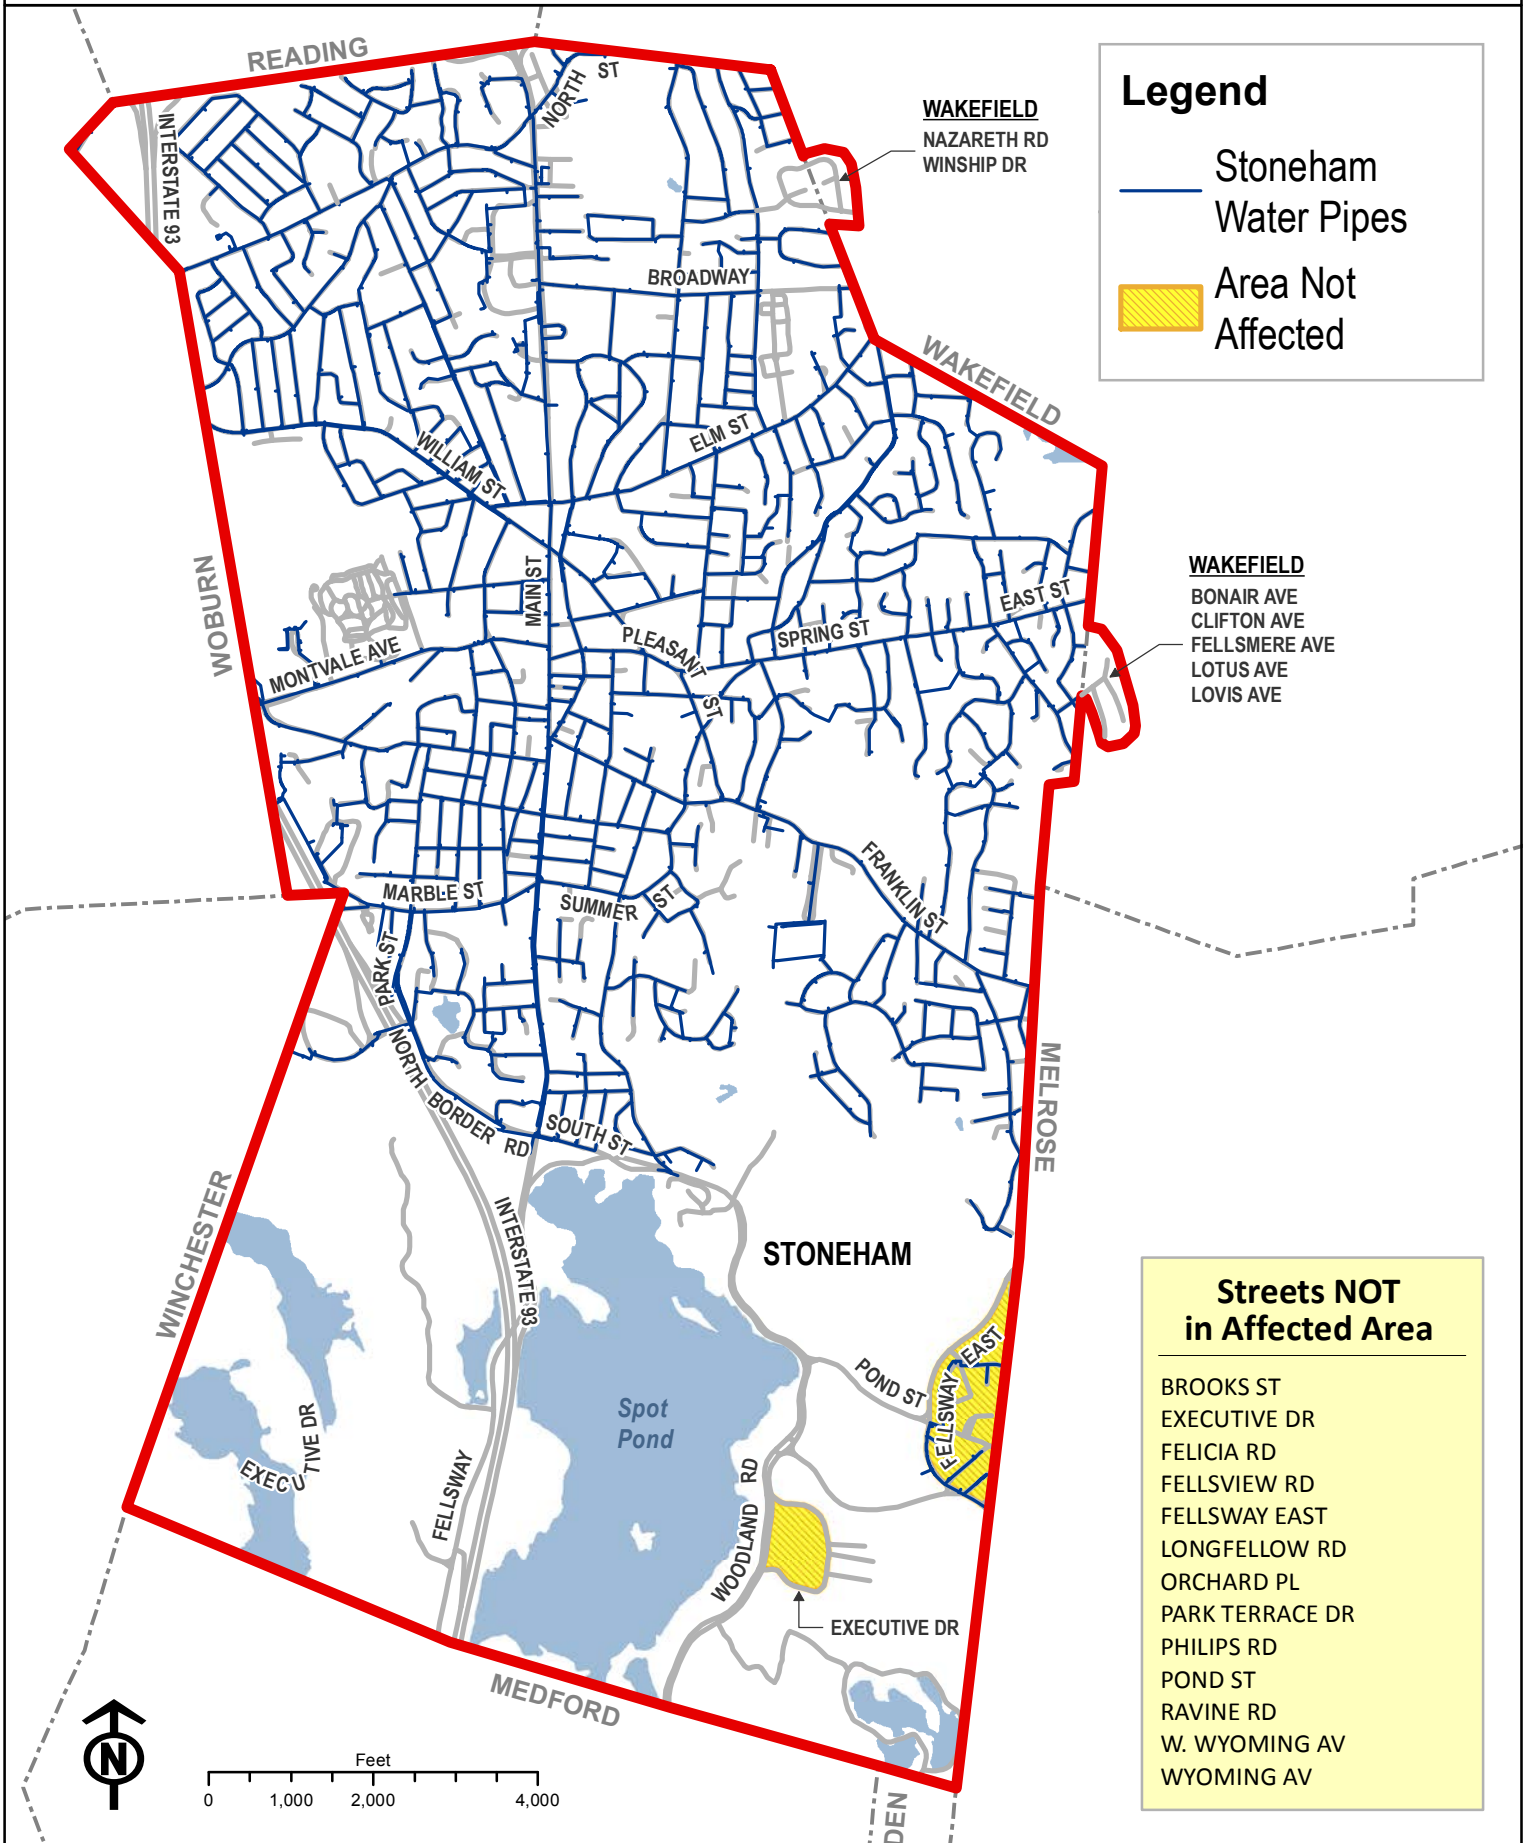 READING
NORTH
ST
INTERSTATE 93
WAKEFIELD
NAZARETH RD
WINSHIP DR
Legend
Stoneham
Water Pipes
Area Not
Affected
BROADWAY
WAKEFIELD
WILLIAM ST
ELM ST
WOBURN
MAIN ST
EAST ST
WAKEFIELD
BONAIR AVE
CLIFTON AVE
FELLSMERE AVE
LOTUS AVE
LOVIS AVE
PLEASANT
ST
SPRING ST
MONTVALE AVE
FRANKLIN ST
MARBLE ST
SUMMER
ST
PARK ST
NORTH
BORDER
RD
SOUTH ST
MELROSE
WINCHESTER
INTERSTATE 93
STONEHAM
Streets NOT
in Affected Area
BROOKS ST
EXECUTIVE DR
FELICIA RD
FELLSVIEW RD
FELLSWAY EAST
LONGFELLOW RD
ORCHARD PL
PARK TERRACE DR
PHILIPS RD
POND ST
RAVINE RD
W. WYOMING AV
WYOMING AV
FELLSWAY
EAST
POND ST
Spot
Pond
EXECUTIVE DR
FELLSWAY
WOODLAND
RD
EXECUTIVE DR
MEDFORD
N
Feet
0 1,000 2,000 4,000
DEN